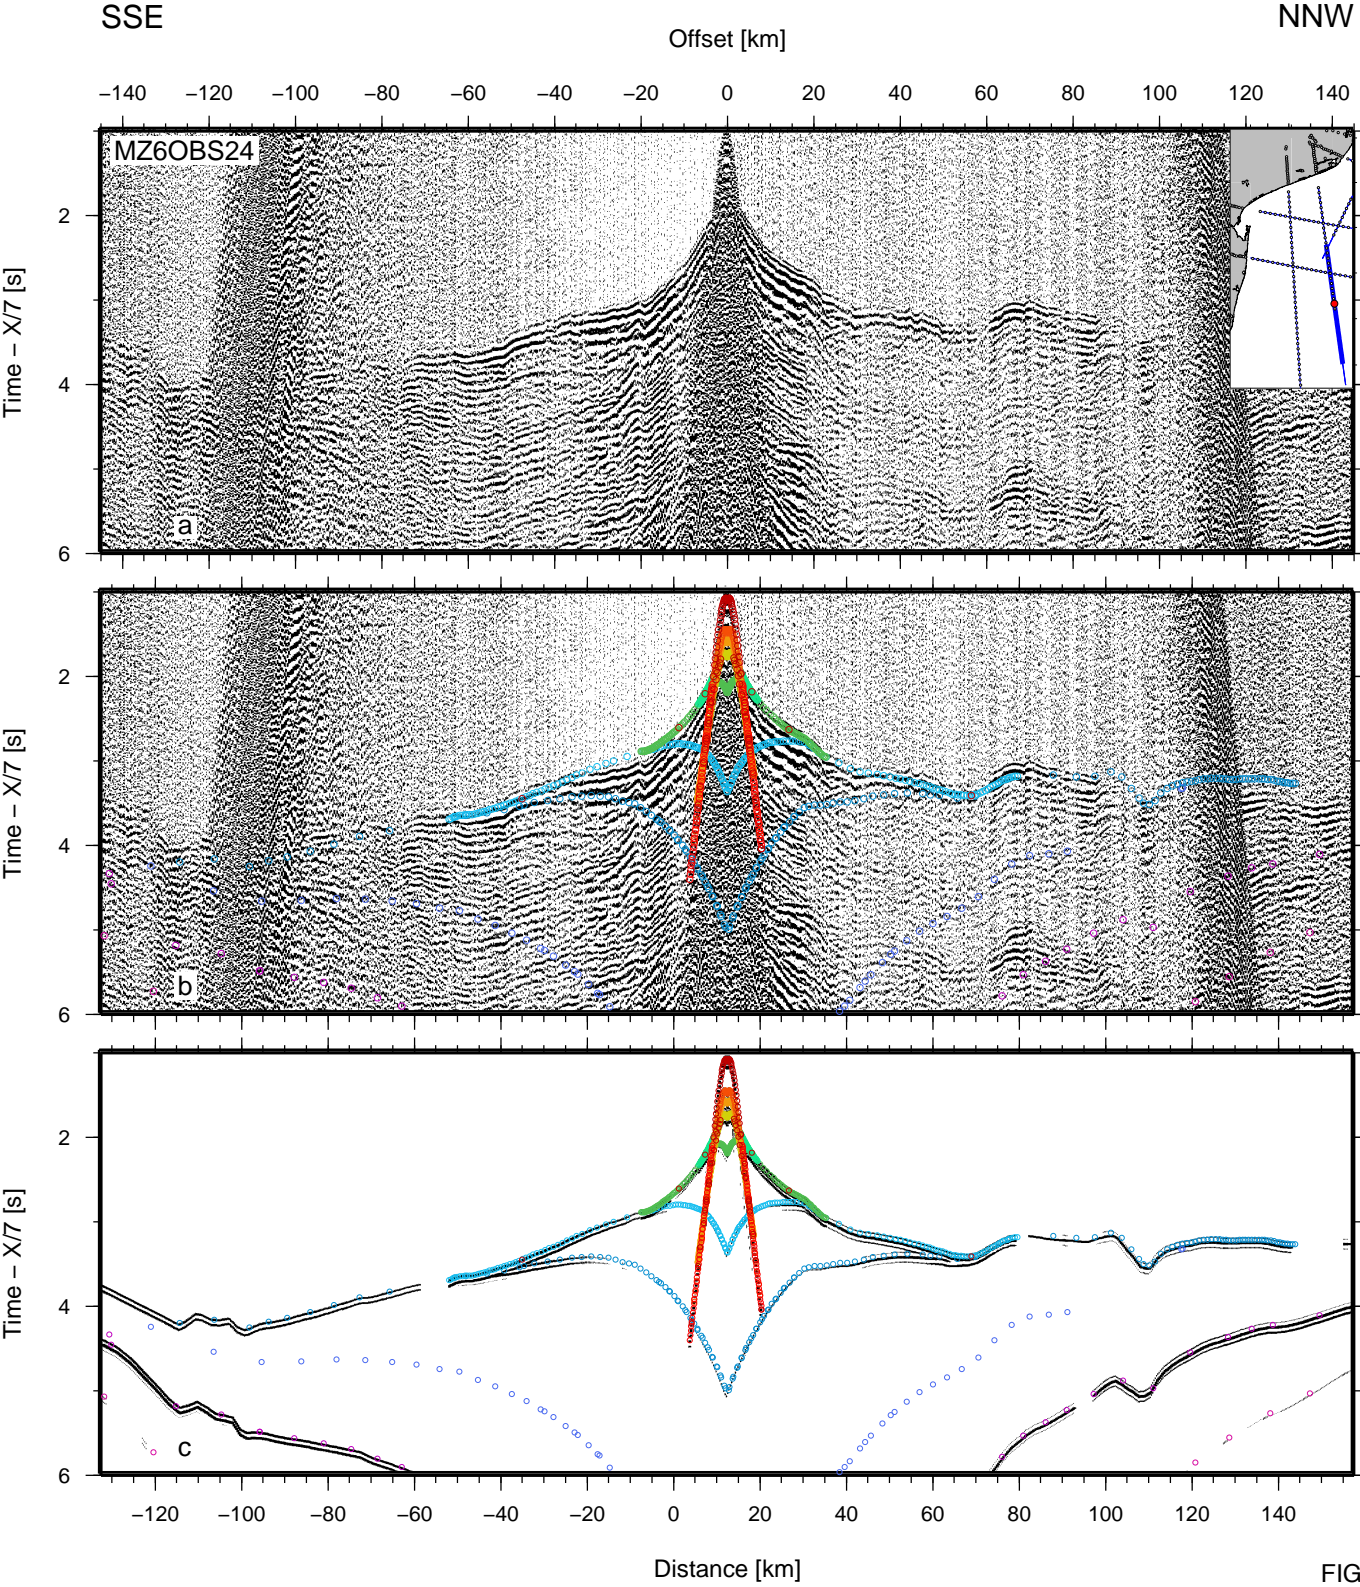 SSE NNW
Offset [km]
−140 −120 −100 −80 −60 −40 −20 0 20 40 60 80 100 120 140
MZ6OBS24
2
4
6
Time − X/7 [s]
a
2
4
6
Time − X/7 [s]
b
2
4
6
Time − X/7 [s]
c
−120 −100 −80 −60 −40 −20 0 20 40 60 80 100 120 140
Distance [km]
FIG